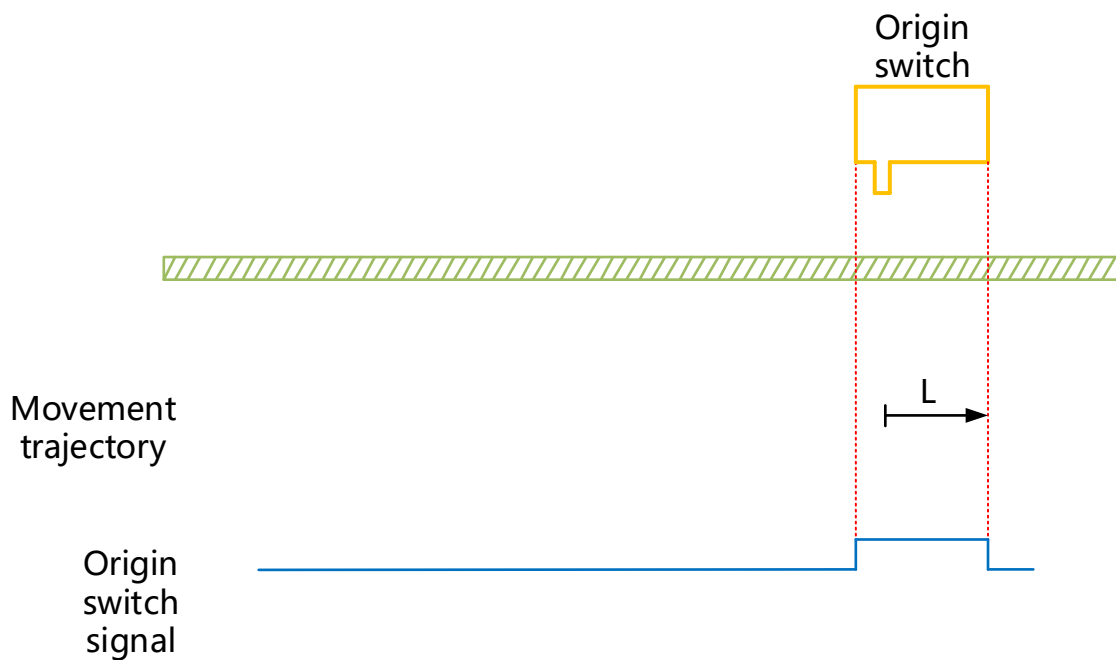 Origin
switch
L
Movement
trajectory
Origin
switch
signal